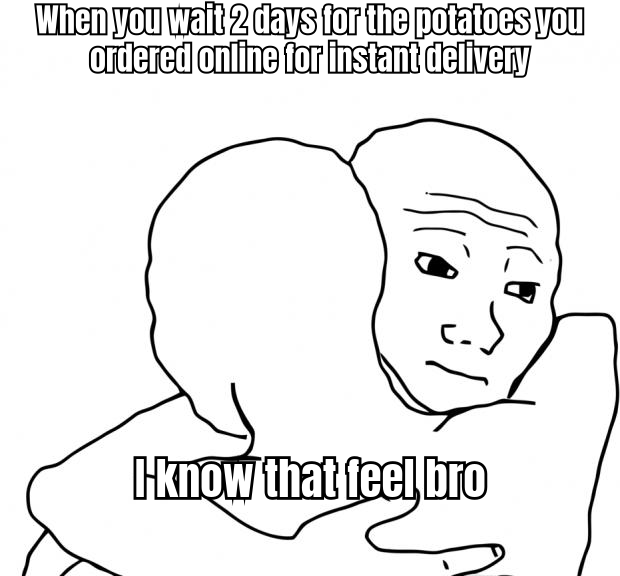 When you wait 2 days for the potatoes you
ordered online for instant delivery
I know that feel bro